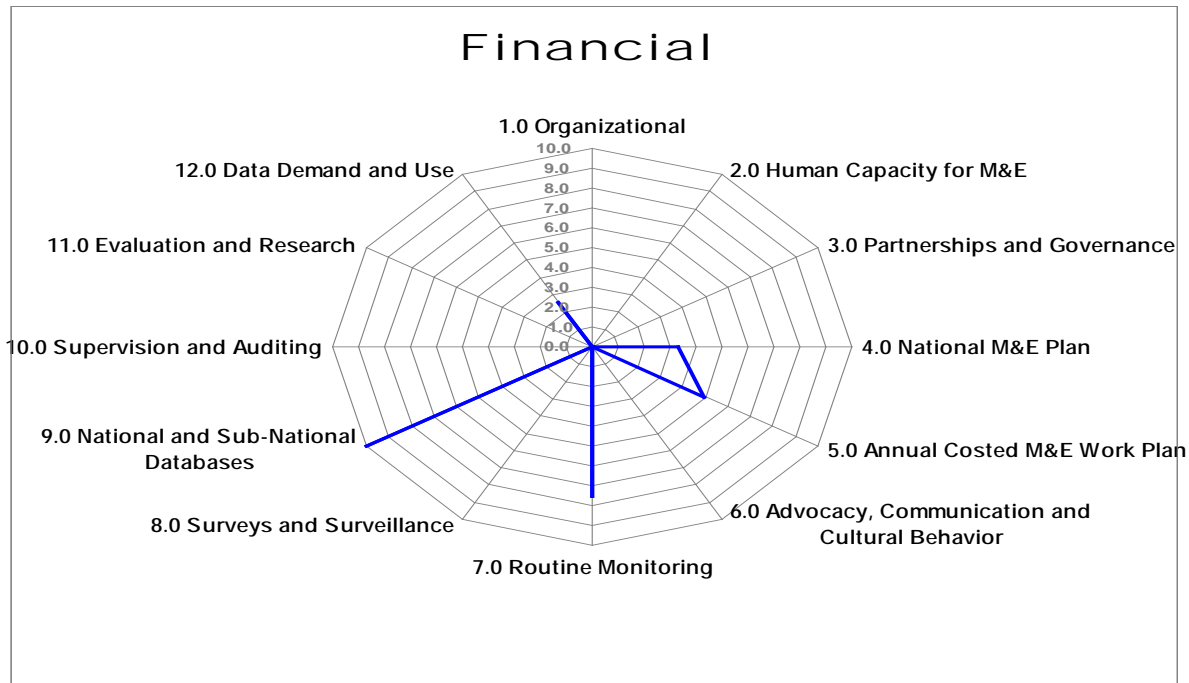 Financial
1.0 Organizational
10.0
9.0
8.0
7.0
6.0
5.0
4.0
3.0
2.0
1.0
0.0
2.0 Human Capacity for M&E
3.0 Partnerships and Governance
4.0 National M&E Plan
5.0 Annual Costed M&E Work Plan
6.0 Advocacy, Communication and
Cultural Behavior
7.0 Routine Monitoring
8.0 Surveys and Surveillance
9.0 National and Sub-National
Databases
10.0 Supervision and Auditing
11.0 Evaluation and Research
12.0 Data Demand and Use